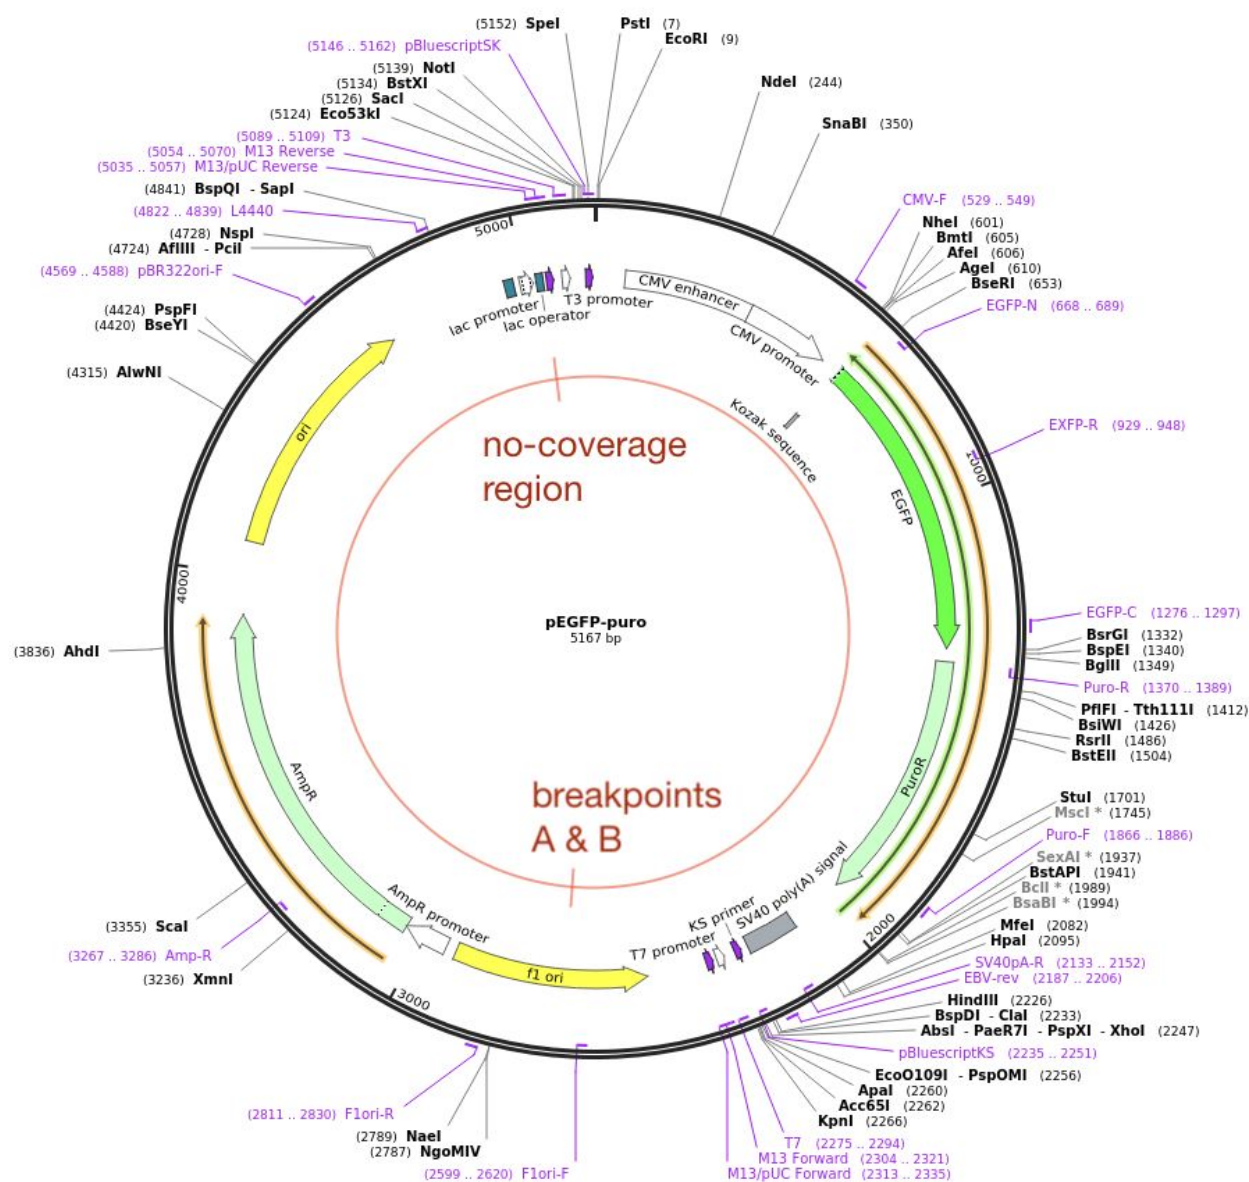 (5152) SpeI
PstI (7)
EcoRI (9)
(5146 .. 5162) pBluescriptSK
(5139) NotI
(5134) BstXI
(5126) SacI
(5124) Eco53kI
(5089 .. 5109) T3
(5054 .. 5070) M13 Reverse
(5035 .. 5057) M13/pUC Reverse
(4841) BspQI - SapI
(4822 .. 4839) L4440
(4728) NspI
(4724) AflIII - PciI
(4569 .. 4588) pBR322ori-F
(4424) PspFI
(4420) BseYI
(4315) AlwNI
(3836) AhdI
(3355) ScaI
(3267 .. 3286) Amp-R
(3236) XmnI
(2811 .. 2830) F1ori-R
(2789) NaeI
(2787) NgoMIV
(2599 .. 2620) F1ori-F
NdeI (244)
SnaBI (350)
CMV-F (529 .. 549)
NheI (601)
BmtI (605)
AfeI (606)
AgeI (610)
BseRI (653)
EGFP-N (668 .. 689)
EXFP-R (929 .. 948)
EGFP-C (1276 .. 1297)
BsrGI (1332)
BspEI (1340)
BglII (1349)
Puro-R (1370 .. 1389)
PflFI - Tth111I (1412)
BsiWI (1426)
RsrII (1486)
BstEII (1504)
StuI (1701)
MscI * (1745)
Puro-F (1866 .. 1886)
SexAI * (1937)
BstAPI (1941)
BclI * (1989)
BsaBI * (1994)
MfeI (2082)
HpaI (2095)
SV40pA-R (2133 .. 2152)
EBV-rev (2187 .. 2206)
HindIII (2226)
BspDI - ClaI (2233)
AbsI - PaeR7I - PspXI - XhoI (2247)
pBluescriptKS (2235 .. 2251)
EcoO109I - PspOMI (2256)
ApaI (2260)
Acc65I (2262)
KpnI (2266)
T7 (2275 .. 2294)
M13 Forward (2304 .. 2321)
M13/pUC Forward (2313 .. 2335)
5000
1000
2000
3000
4000
lac promoter
lac operator
T3 promoter
CMV enhancer
CMV promoter
Kozak sequence
EGFP
PuroR
SV40 poly(A) signal
KS primer
T7 promoter
f1 ori
AmpR promoter
AmpR
ori
no-coverage
region
pEGFP-puro
5167 bp
breakpoints
A & B